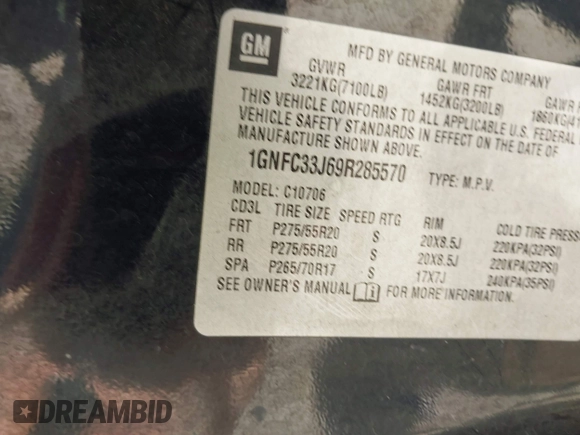 GM
MFD BY GENERAL MOTORS COMPANY
GVWR GAWR FRT GAWR
3221KG(7100LB) 1452KG(3200LB) 1860KG(41
THIS VEHICLE CONFORMS TO ALL APPLICABLE U.S. FEDERAL
VEHICLE SAFETY STANDARDS IN EFFECT ON THE DATE O
MANUFACTURE SHOWN ABOVE.
1GNFC33J69R285570 TYPE: M.P.V.
MODEL: C10706
CD3L TIRE SIZE SPEED RTG RIM COLD TIRE PRESS
FRT P275/55R20 S 20X8.5J 220KPA(32PSI)
RR P275/55R20 S 20X8.5J 220KPA(32PSI)
SPA P265/70R17 S 17X7J 240KPA(35PSI)
SEE OWNER'S MANUAL FOR MORE INFORMATION.
DREAMBID